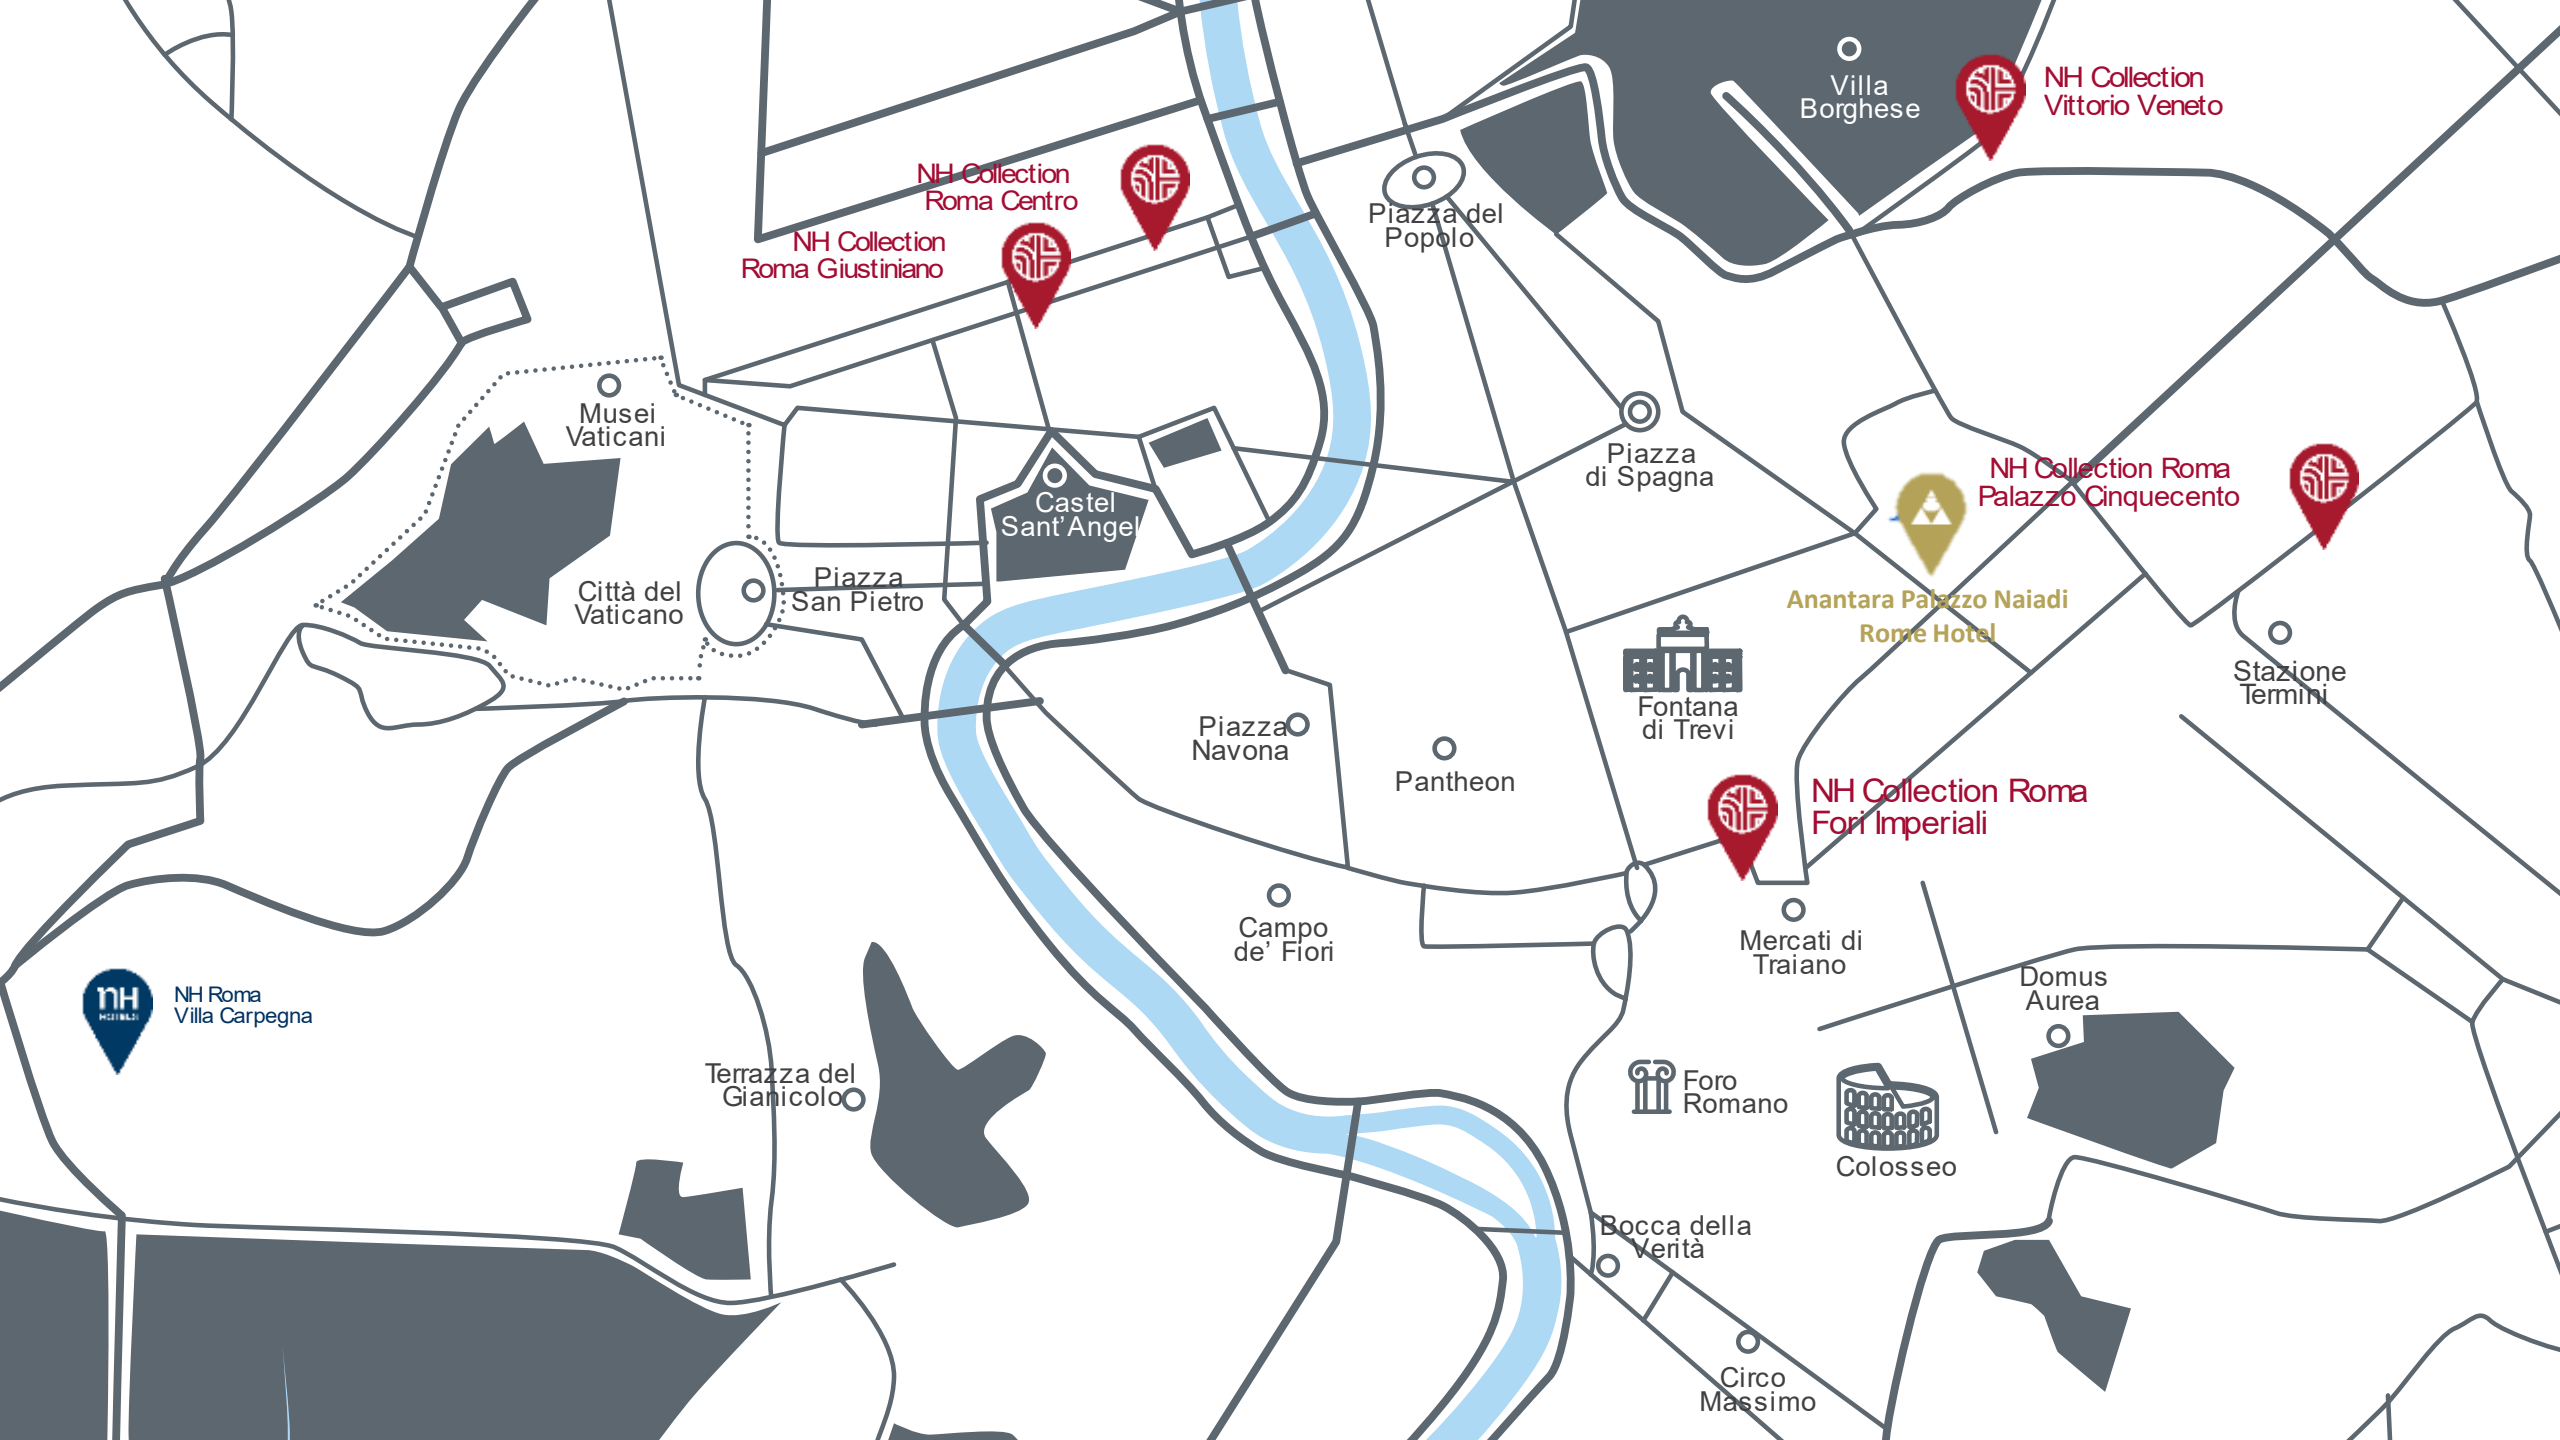 Villa
Borghese
NH Collection
Vittorio Veneto
NH Collection
Roma Centro
NH Collection
Roma Giustiniano
Piazza del
Popolo
Musei
Vaticani
Castel
Sant’Angel
Piazza
di Spagna
NH Collection Roma
Palazzo Cinquecento
Città del
Vaticano
Piazza
San Pietro
Anantara Palazzo Naiadi
Rome Hotel
Stazione
Termini
Fontana
di Trevi
Piazza
Navona
Pantheon
NH Collection Roma
Fori Imperiali
Campo
de’ Fiori
Mercati di
Traiano
Domus
Aurea
nH
HOTELS
NH Roma
Villa Carpegna
Terrazza del
Gianicolo
Foro
Romano
Colosseo
Bocca della
Verità
Circo
Massimo